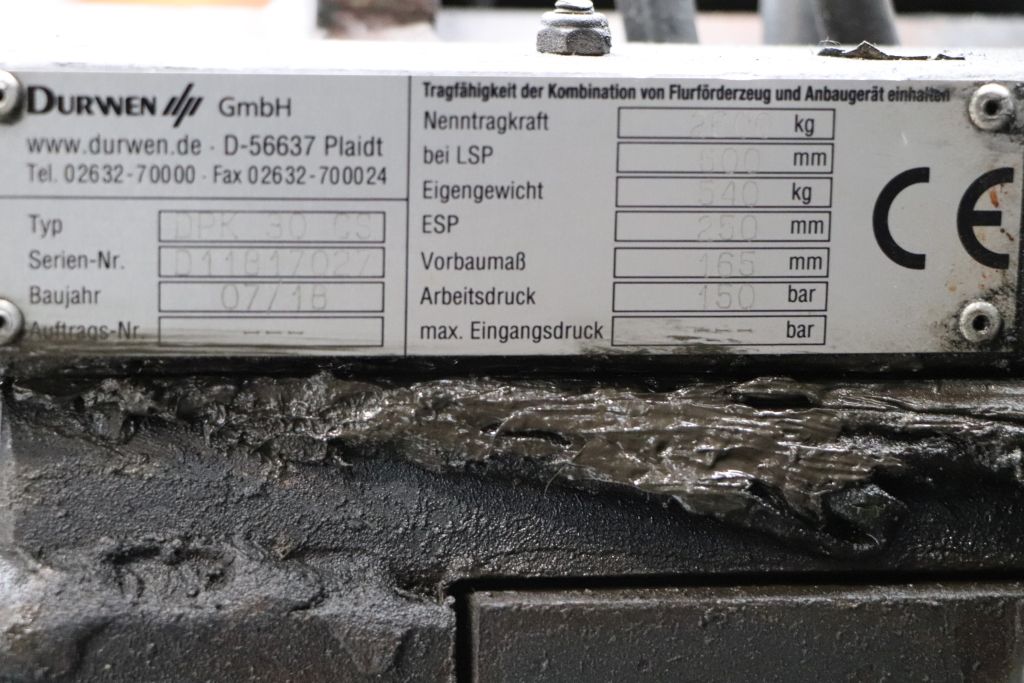 DURWEN GmbH
www.durwen.de · D-56637 Plaidt
Tel. 02632-70000 · Fax 02632-700024
Typ DPK 30 CS
Serien-Nr. D1181/027
Baujahr 07/18
Auftrags-Nr. ---
Tragfähigkeit der Kombination von Flurförderzeug und Anbaugerät einhalten
Nenntragkraft kg
bei LSP 600 mm
Eigengewicht 540 kg
ESP 250 mm
Vorbaumaß 165 mm
Arbeitsdruck 150 bar
max. Eingangsdruck --- bar
CE